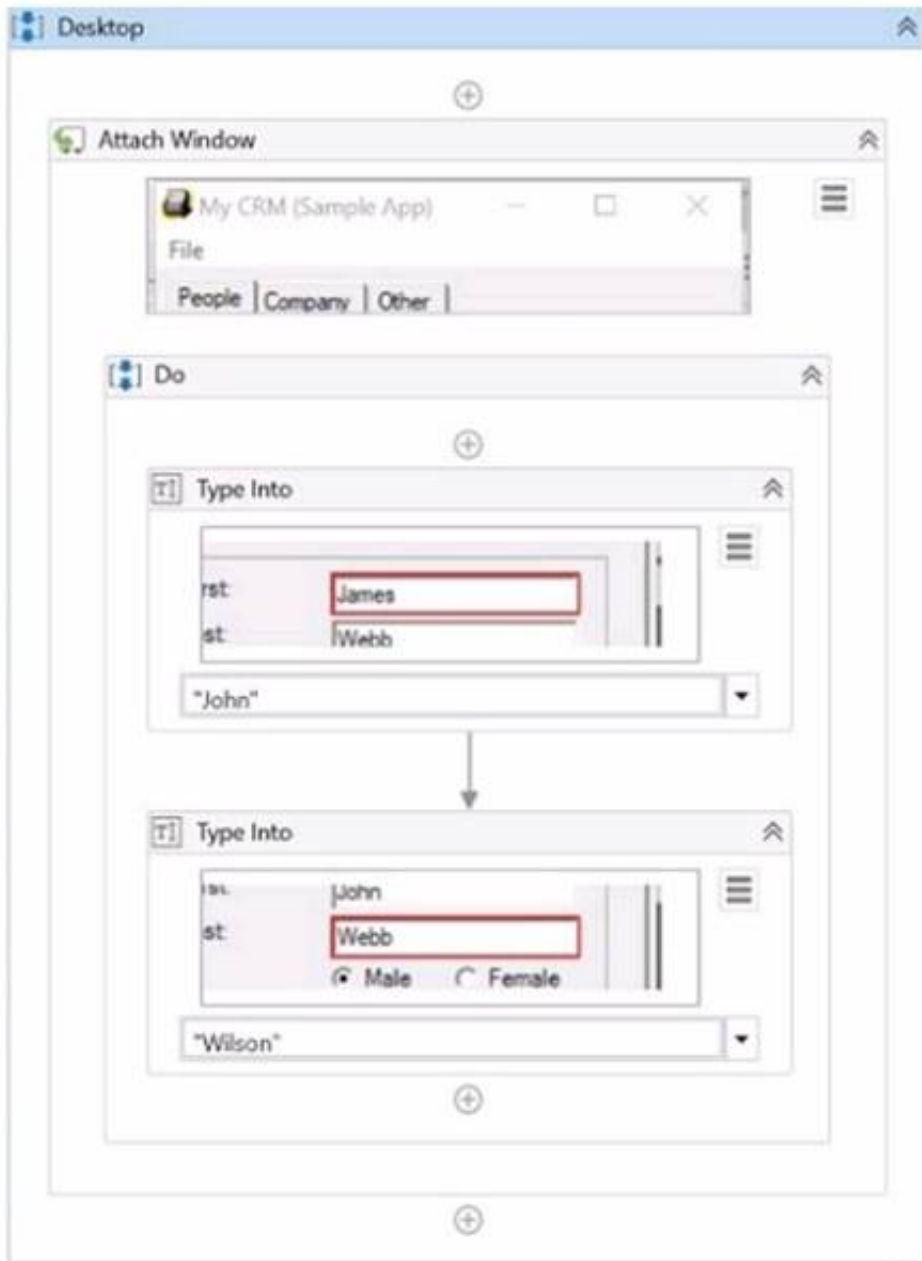 Desktop
Attach Window
My CRM (Sample App)
File
People Company Other
Do
Type Into
rst: James
st: Webb
"John"
Type Into
John
st: Webb
Male Female
"Wilson"